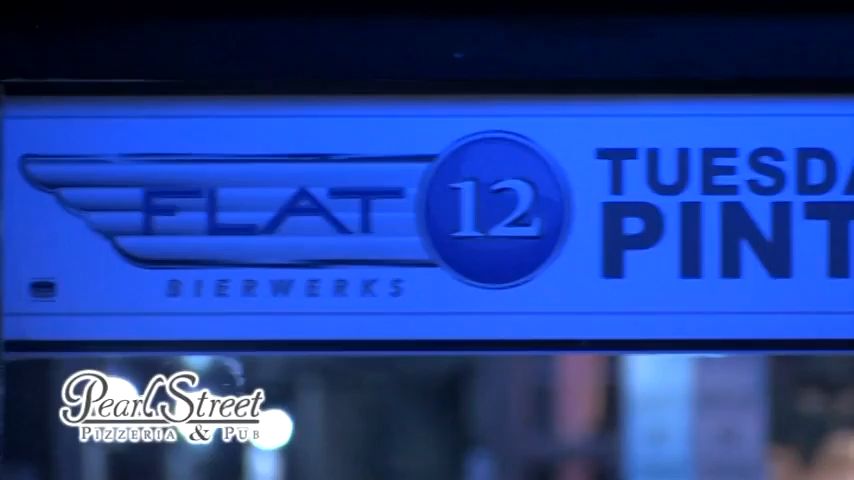 FLAT 12
BIERWERKS
TUESDA
PINT
Pearl Street
PIZZERIA & PUB